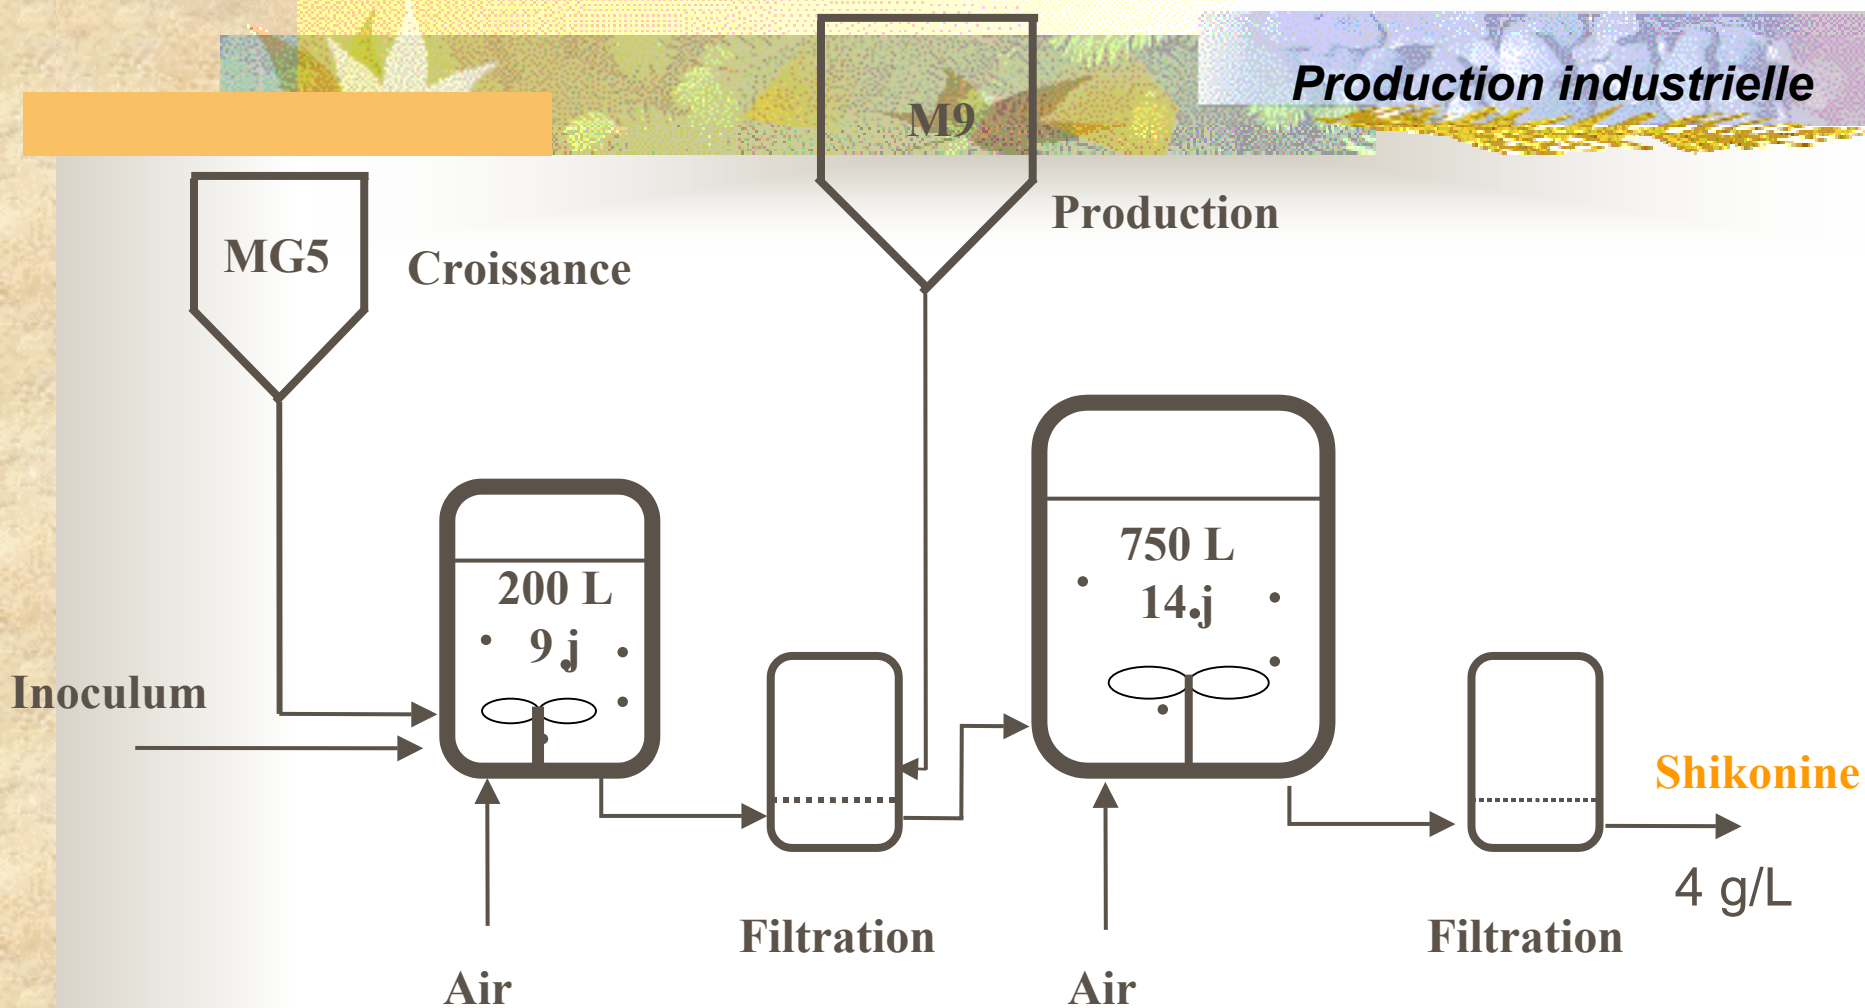 Production industrielle
M9
Production
MG5
Croissance
750 L
14 j
200 L
9 j
Inoculum
Shikonine
4 g/L
Filtration
Filtration
Air
Air